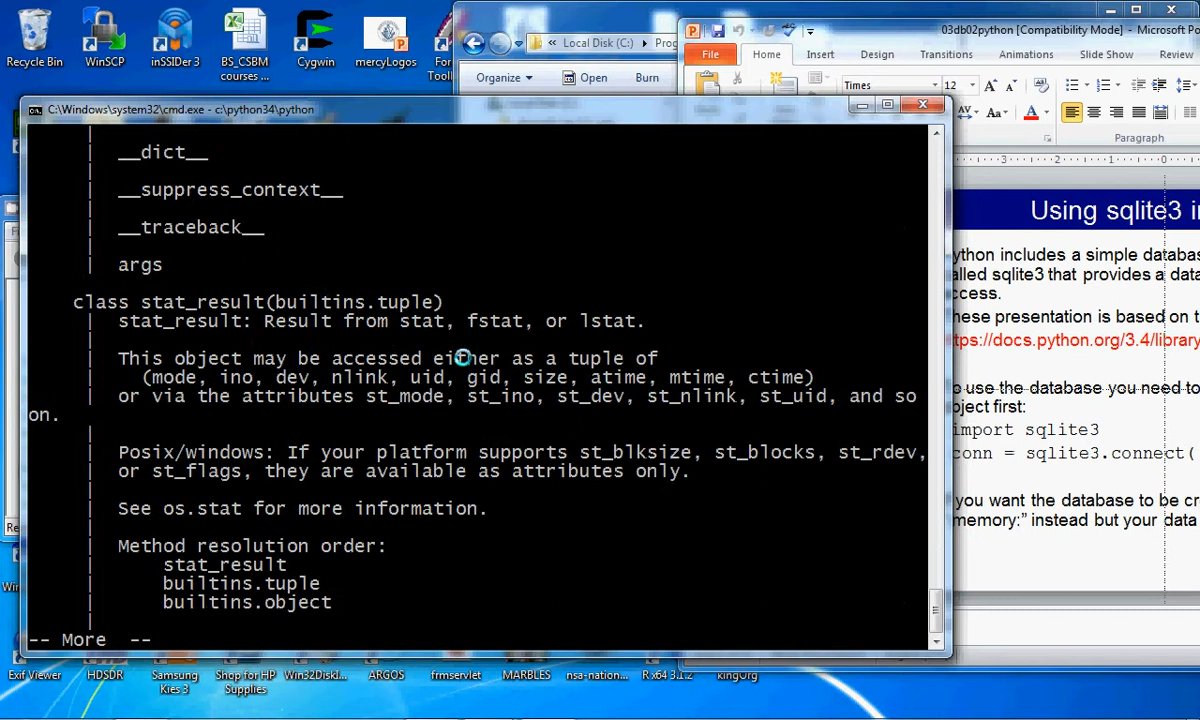 Recycle Bin
WinSCP
inSSIDer 3
BS_CSBM
courses ...
Cygwin
mercyLogos
For
Tooll
Local Disk (C:)
Prog
Organize
Open
Burn
03db02python [Compatibility Mode] - Microsoft Po
File
Home
Insert
Design
Transitions
Animations
Slide Show
Review
Times
12
Paragraph
C:\Windows\system32\cmd.exe - c:\python34\python
| __dict__
|
| __suppress_context__
|
| __traceback__
|
| args
class stat_result(builtins.tuple)
| stat_result: Result from stat, fstat, or lstat.
|
| This object may be accessed either as a tuple of
| (mode, ino, dev, nlink, uid, gid, size, atime, mtime, ctime)
| or via the attributes st_mode, st_ino, st_dev, st_nlink, st_uid, and so
on.
|
| Posix/windows: If your platform supports st_blksize, st_blocks, st_rdev,
| or st_flags, they are available as attributes only.
|
| See os.stat for more information.
|
| Method resolution order:
| stat_result
| builtins.tuple
| builtins.object
|
-- More --
Using sqlite3 i
ython includes a simple databas
alled sqlite3 that provides a data
ccess.
hese presentation is based on t
ttps://docs.python.org/3.4/library
o use the database you need to
bject first:
import sqlite3
conn = sqlite3.connect(
you want the database to be cr
memory:" instead but your data
Exif Viewer
HDSDR
Samsung
Kies 3
Shop for HP
Supplies
Win32DiskI...
ARGOS
frmservlet
MARBLES
nsa-nation...
R x64 3.1.2
kingOrg